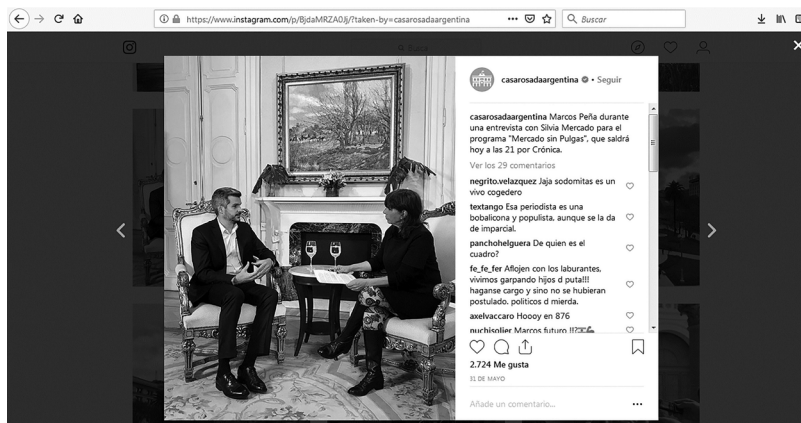 https://www.instagram.com/p/BjdaMRZA0Jj/?taken-by=casarosadaargentina
Buscar
casarosadaargentina • Seguir
casarosadaargentina Marcos Peña durante
una entrevista con Silvia Mercado para el
programa "Mercado sin Pulgas", que saldrá
hoy a las 21 por Crónica.
Ver los 29 comentarios
negrito.velazquez Jaja sodomitas es un
vivo cogedero
textango Esa periodista es una
bobalicona y populista, aunque se la da
de imparcial.
panchohelguera De quien es el
cuadro?
fe_fe_fer Aflojen con los laburantes,
vivimos garpando hijos d puta!!!
haganse cargo y sino no se hubieran
postulado. politicos d mierda.
axelvaccaro Hoooy en 876
nuchisolier Marcos futuro !!?
2.724 Me gusta
31 DE MAYO
Añade un comentario...